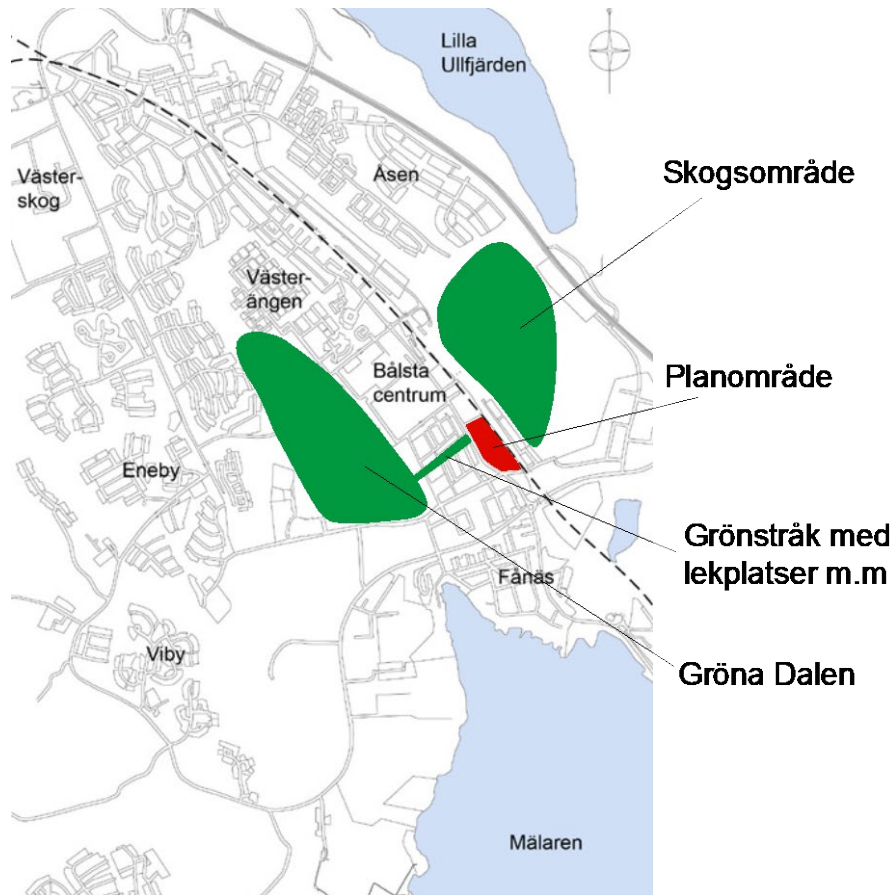 Lilla
Ullfjärden
Skogsområde
Åsen
Väster-
skog
Väster-
ängen
Bålsta
centrum
Planområde
Eneby
Grönstråk med
lekplatser m.m
Fånäs
Viby
Gröna Dalen
Mälaren